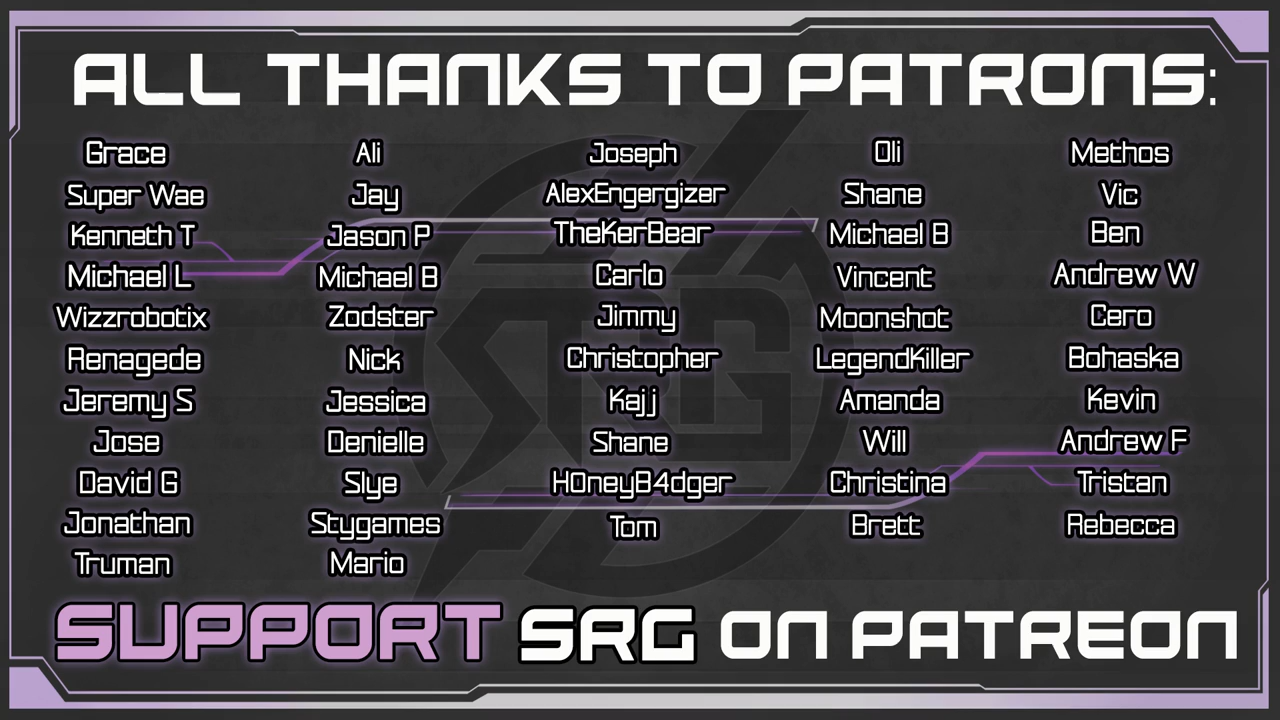 ALL THANKS TO PATRONS:
Grace Ali Joseph Oli Methos
Super Wae Jay AlexEngergizer Shane Vic
Kenneth T Jason P TheKerBear Michael B Ben
Michael L Michael B Carlo Vincent Andrew W
Wizzrobotix Zodster Jimmy Moonshot Cero
Renagede Nick Christopher LegendKiller Bohaska
Jeremy S Jessica Kajj Amanda Kevin
Jose Denielle Shane Will Andrew F
David G Slye H0neyB4dger Christina Tristan
Jonathan Stygames Tom Brett Rebecca
Truman Mario
SUPPORT SRG ON PATREON